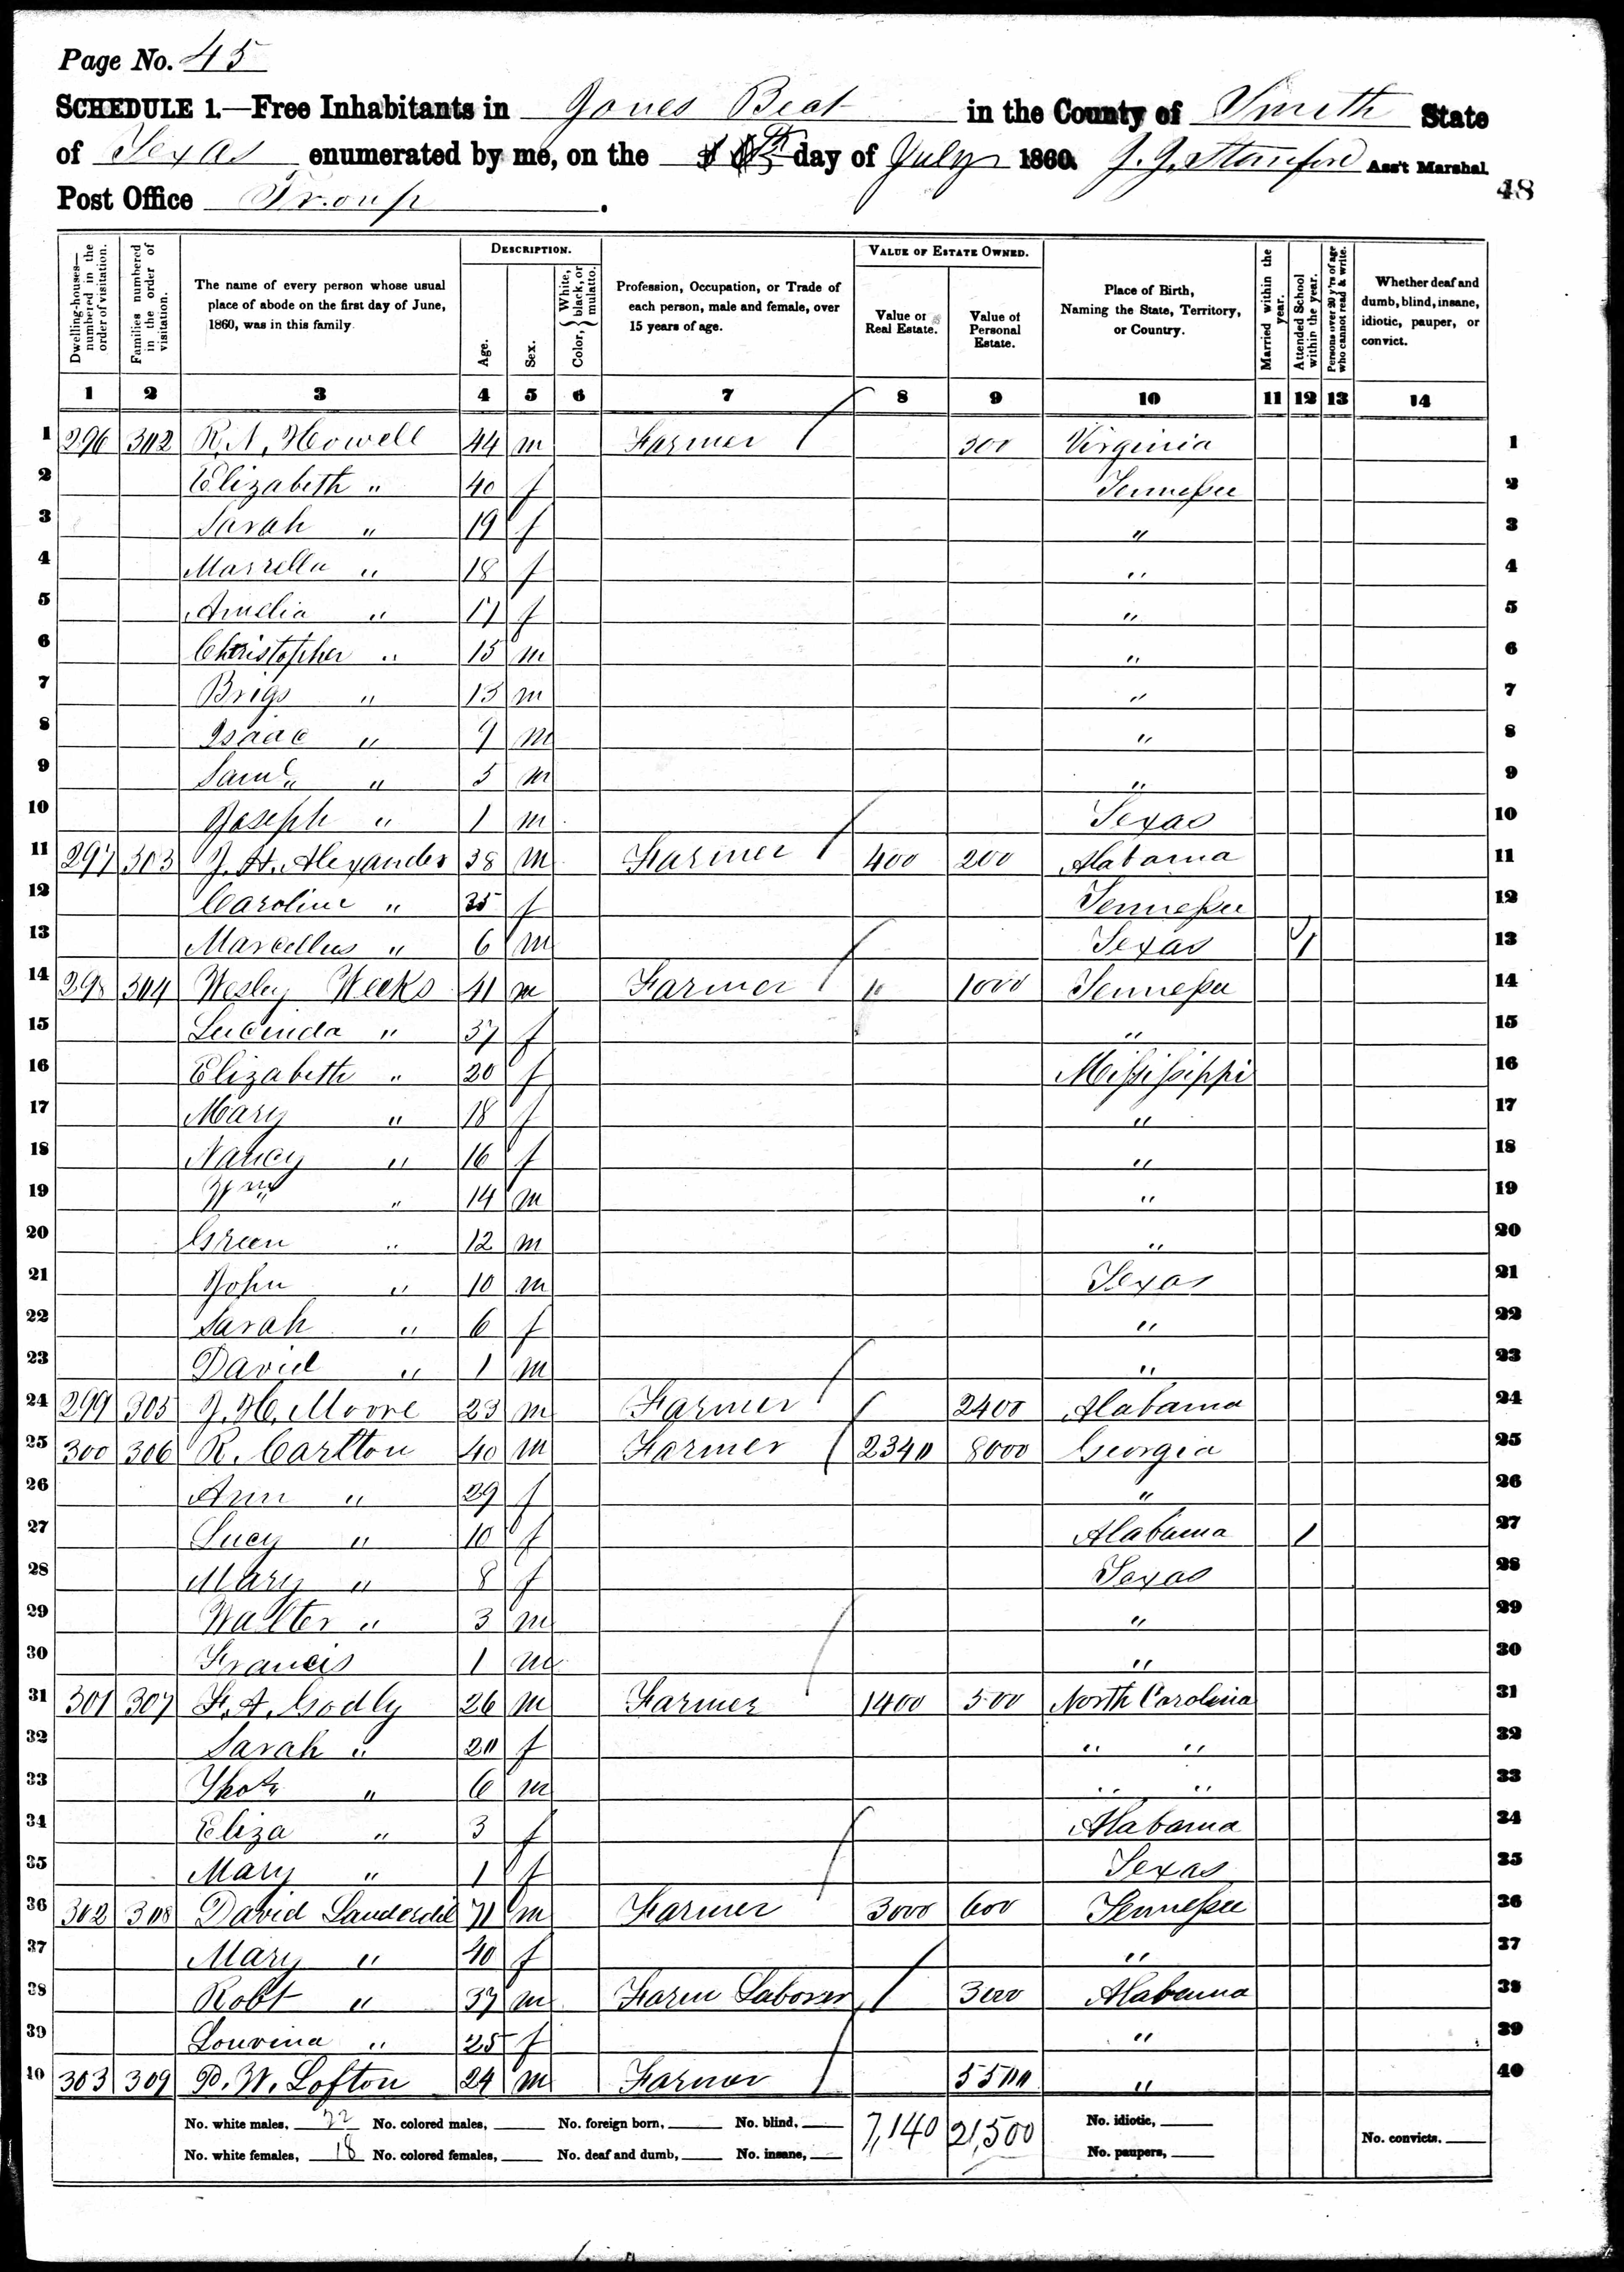 Page No. 45
SCHEDULE 1.—Free Inhabitants in Jones Beat in the County of Smith State
of Texas enumerated by me, on the day of July 1860. J. J. Stanford Ass't Marshal.
48
Post Office Troup.
Dwelling-houses—numbered in the order of visitation.
Families numbered in the order of visitation.
The name of every person whose usual place of abode on the first day of June, 1860, was in this family.
DESCRIPTION.
Age.
Sex.
Color, White, black, or mulatto.
Profession, Occupation, or Trade of each person, male and female, over 15 years of age.
VALUE OF ESTATE OWNED.
Value of Real Estate.
Value of Personal Estate.
Place of Birth, Naming the State, Territory, or Country.
Married within the year.
Attended School within the year.
Persons over 20 y'rs of age who cannot read & write.
Whether deaf and dumb, blind, insane, idiotic, pauper, or convict.
1 2 3 4 5 6 7 8 9 10 11 12 13 14
1 296 302 R. N. Howell 44 m Farmer 300 Virginia 1
2 Elizabeth " 40 f Tennessee 2
3 Sarah " 19 f " 3
4 " 18 f " 4
5 Amelia " 17 f " 5
6 Christopher " 15 m " 6
7 Brigs " 13 m " 7
8 Isaac " 9 m " 8
9 Saml " 5 m " 9
10 Joseph " 1 m Texas 10
11 297 303 J. H. Alexander 38 m Farmer 400 200 Alabama 11
12 Caroline " 35 f Tennessee 12
13 Marcellus " 6 m Texas / 13
14 298 304 Wesley Weeks 41 m Farmer 1000 Tennessee 14
15 Lucinda " 37 f " 15
16 Elizabeth " 20 f Mississippi 16
17 Mary " 18 f " 17
18 Nancy " 16 f " 18
19 Wm " 14 m " 19
20 Green " 12 m " 20
21 John " 10 m Texas 21
22 Sarah " 6 f " 22
23 David " 1 m " 23
24 299 305 J. H. Moore 23 m Farmer 2400 Alabama 24
25 300 306 R. Carlton 40 m Farmer 2340 8000 Georgia 25
26 Ann " 29 f " 26
27 Lucy " 10 f Alabama / 27
28 Mary " 8 f Texas 28
29 Walter " 3 m " 29
30 Francis 1 m " 30
31 301 307 F. A. Godly 26 m Farmer 1400 500 North Carolina 31
32 Sarah " 20 f " " 32
33 Thos " 6 m " " 33
34 Eliza " 3 f Alabama 34
35 Mary " 1 f Texas 35
36 302 308 David 71 m Farmer 3000 600 Tennessee 36
37 Mary " 40 f " 37
38 Robt " 37 m Farm Laborer 3000 Alabama 38
39 Louvina " 25 f " 39
40 303 309 P. W. Lofton 24 m Farmer 5500 " 40
No. white males, 22 No. colored males, No. foreign born, No. blind, 7,140 21,500 No. idiotic,
No. white females, 18 No. colored females, No. deaf and dumb, No. insane, No. paupers, No. convicts.